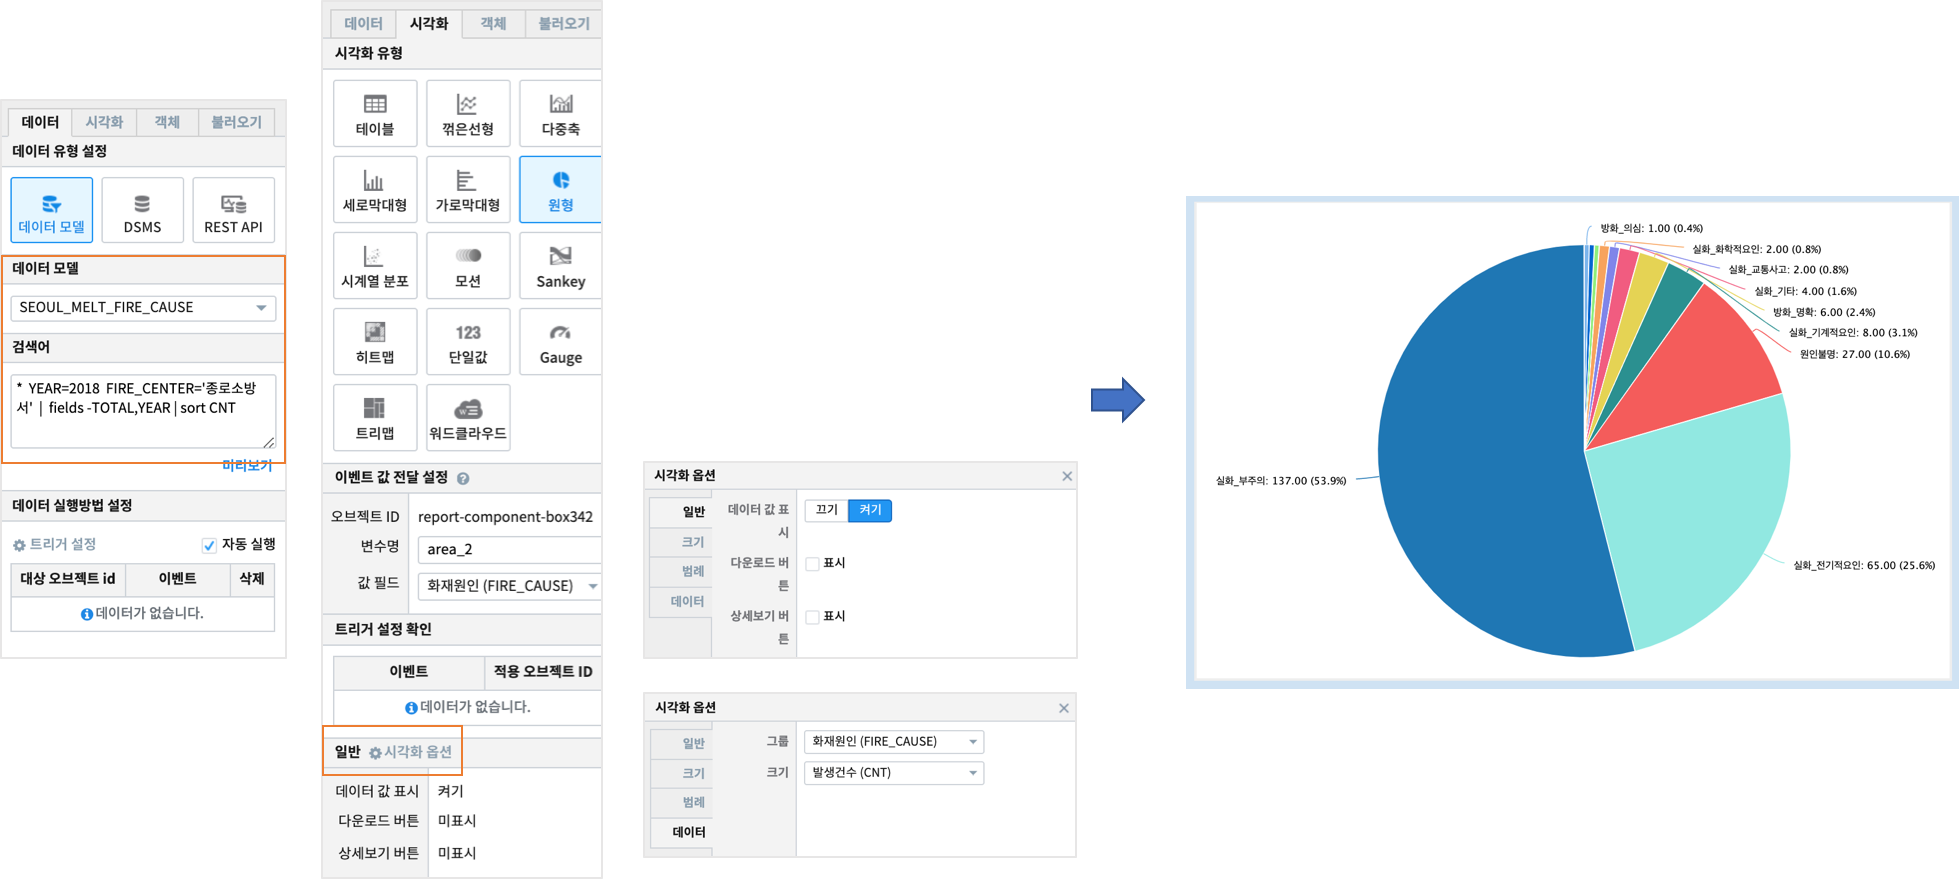 데이터 시각화 객체 불러오기
데이터 유형 설정
데이터 모델 DSMS REST API
데이터 모델
SEOUL_MELT_FIRE_CAUSE
검색어
* YEAR=2018 FIRE_CENTER='종로소방
서' | fields -TOTAL,YEAR | sort CNT
미리보기
데이터 실행방법 설정
트리거 설정 자동 실행
대상 오브젝트 id 이벤트 삭제
데이터가 없습니다.
데이터 시각화 객체 불러오기
시각화 유형
테이블 꺾은선형 다중축
세로막대형 가로막대형 원형
시계열 분포 모션 Sankey
히트맵 123 단일값 Gauge
트리맵 워드클라우드
이벤트 값 전달 설정 ?
오브젝트 ID report-component-box342
변수명 area_2
값 필드 화재원인 (FIRE_CAUSE)
트리거 설정 확인
이벤트 적용 오브젝트 ID
데이터가 없습니다.
일반 시각화 옵션
데이터 값 표시 켜기
다운로드 버튼 미표시
상세보기 버튼 미표시
시각화 옵션
일반
크기
범례
데이터
데이터 값 표
시
끄기 켜기
다운로드 버
튼
표시
상세보기 버
튼
표시
시각화 옵션
일반
크기
범례
데이터
그룹 화재원인 (FIRE_CAUSE)
크기 발생건수 (CNT)
방화_의심: 1.00 (0.4%)
실화_화학적요인: 2.00 (0.8%)
실화_교통사고: 2.00 (0.8%)
실화_기타: 4.00 (1.6%)
방화_명확: 6.00 (2.4%)
실화_기계적요인: 8.00 (3.1%)
원인불명: 27.00 (10.6%)
실화_부주의: 137.00 (53.9%)
실화_전기적요인: 65.00 (25.6%)